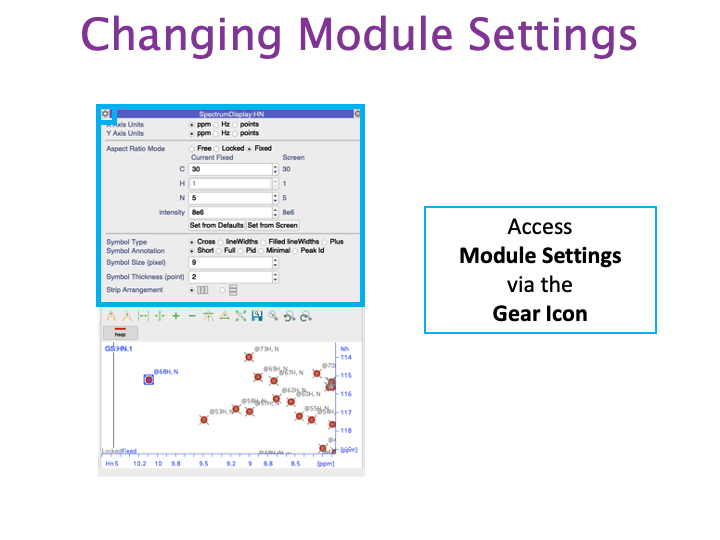 Changing Module Settings
SpectrumDisplay:HN
X Axis Units ppm Hz points
Y Axis Units ppm Hz points
Aspect Ratio Mode Free Locked Fixed
Current Fixed Screen
C 30 30
H 1 1
N 5 5
intensity 8e6 8e6
Set from Defaults Set from Screen
Symbol Type Cross lineWidths Filled lineWidths Plus
Symbol Annotation Short Full Pid Minimal Peak Id
Symbol Size (pixel) 9
Symbol Thickness (point) 2
Strip Arrangement
Access
Module Settings
via the
Gear Icon
hsqc
GS:HN.1
Nh
@73H, N
114
@68H, N
@69H, N
@67H, N
@70
115
@62H, N
116
@53H, N
@55H
117
118
LockedFixed
[ppm]
Hn 10.2 10 9.8 9.5 9.2 9 8.8 8.5 [ppm]